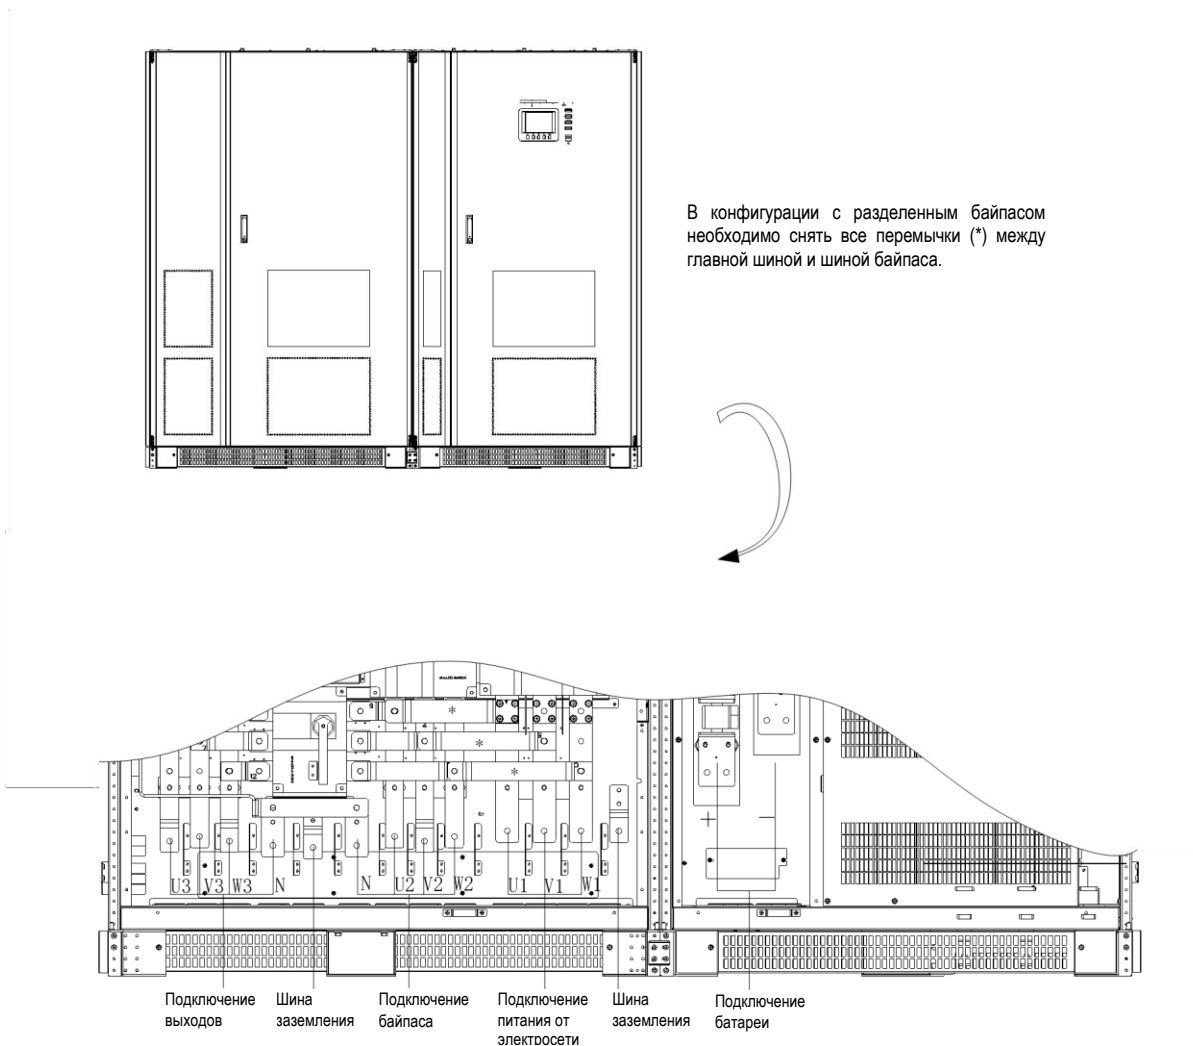 В конфигурации с разделенным байпасом
необходимо снять все перемычки (*) между
главной шиной и шиной байпаса.
* 
*
*
12
+ −
U3 V3 W3 N N U2 V2 W2 U1 V1 W1
Подключение выходов
Шина заземления
Подключение байпаса
Подключение питания от электросети
Шина заземления
Подключение батареи